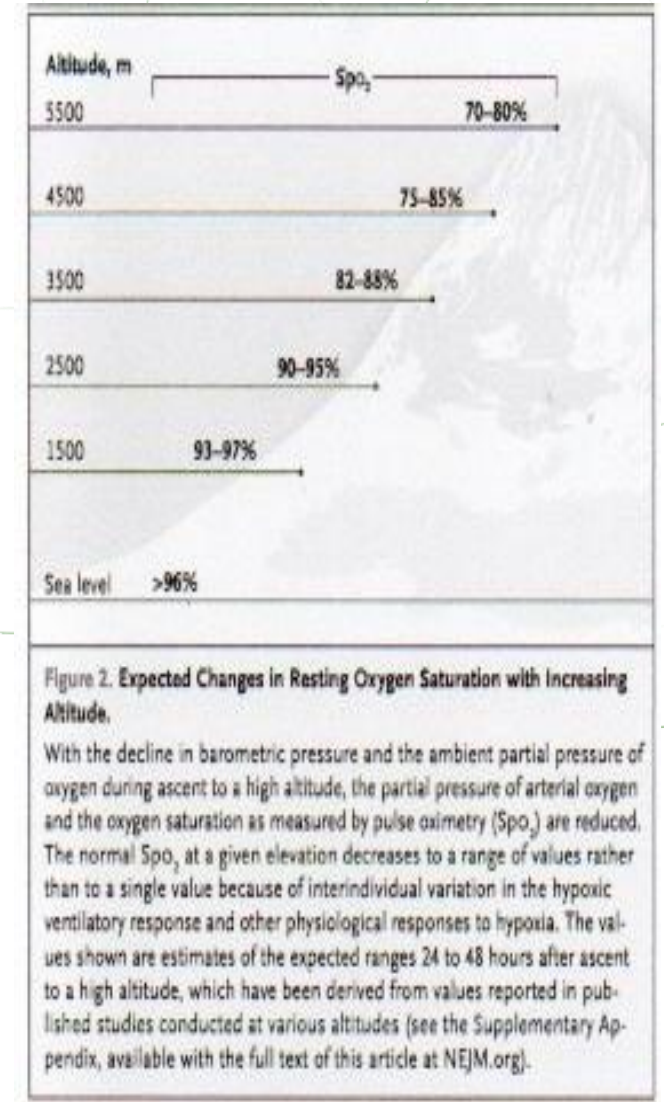 Altitude, m
SpO₂
5500 70–80%
4500 75–85%
3500 82–88%
2500 90–95%
1500 93–97%
Sea level >96%
Figure 2. Expected Changes in Resting Oxygen Saturation with Increasing
Altitude.
With the decline in barometric pressure and the ambient partial pressure of
oxygen during ascent to a high altitude, the partial pressure of arterial oxygen
and the oxygen saturation as measured by pulse oximetry (SpO₂) are reduced.
The normal SpO₂ at a given elevation decreases to a range of values rather
than to a single value because of interindividual variation in the hypoxic
ventilatory response and other physiological responses to hypoxia. The val-
ues shown are estimates of the expected ranges 24 to 48 hours after ascent
to a high altitude, which have been derived from values reported in pub-
lished studies conducted at various altitudes (see the Supplementary Ap-
pendix, available with the full text of this article at NEJM.org).